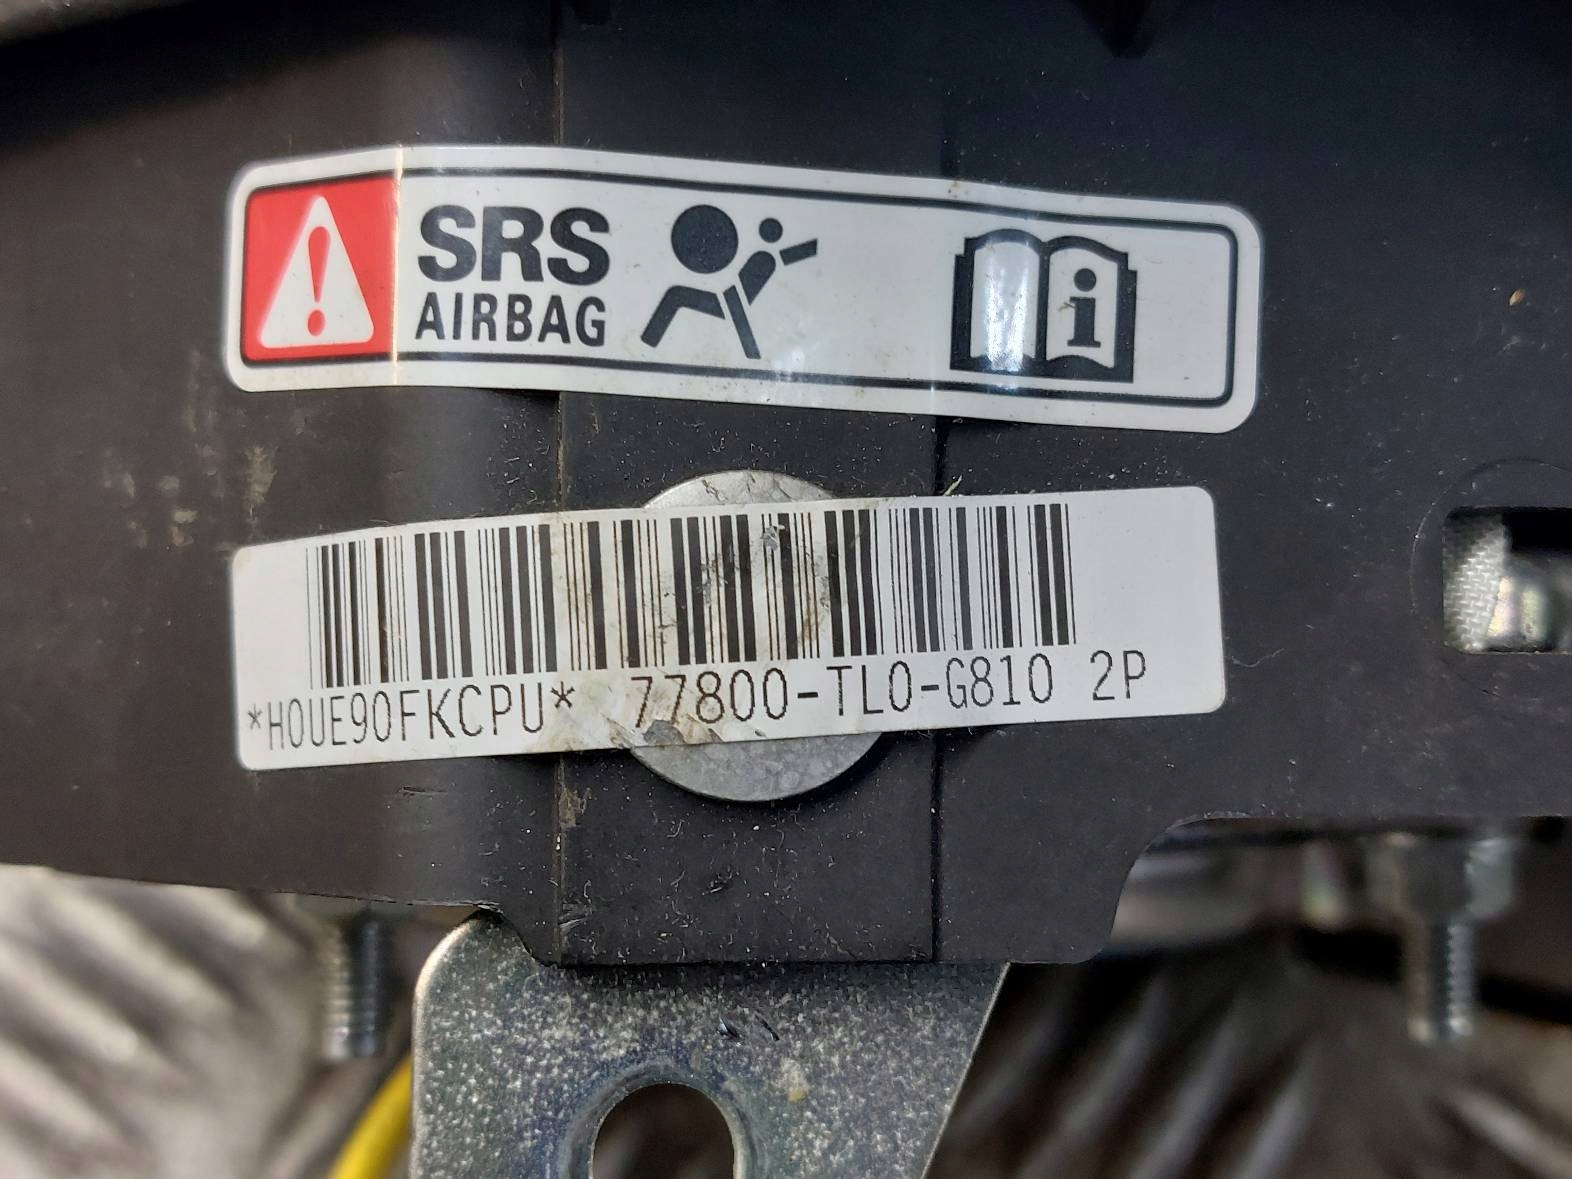 SRS
AIRBAG
i
*H0UE90FKCPU* 77800-TL0-G810 2P